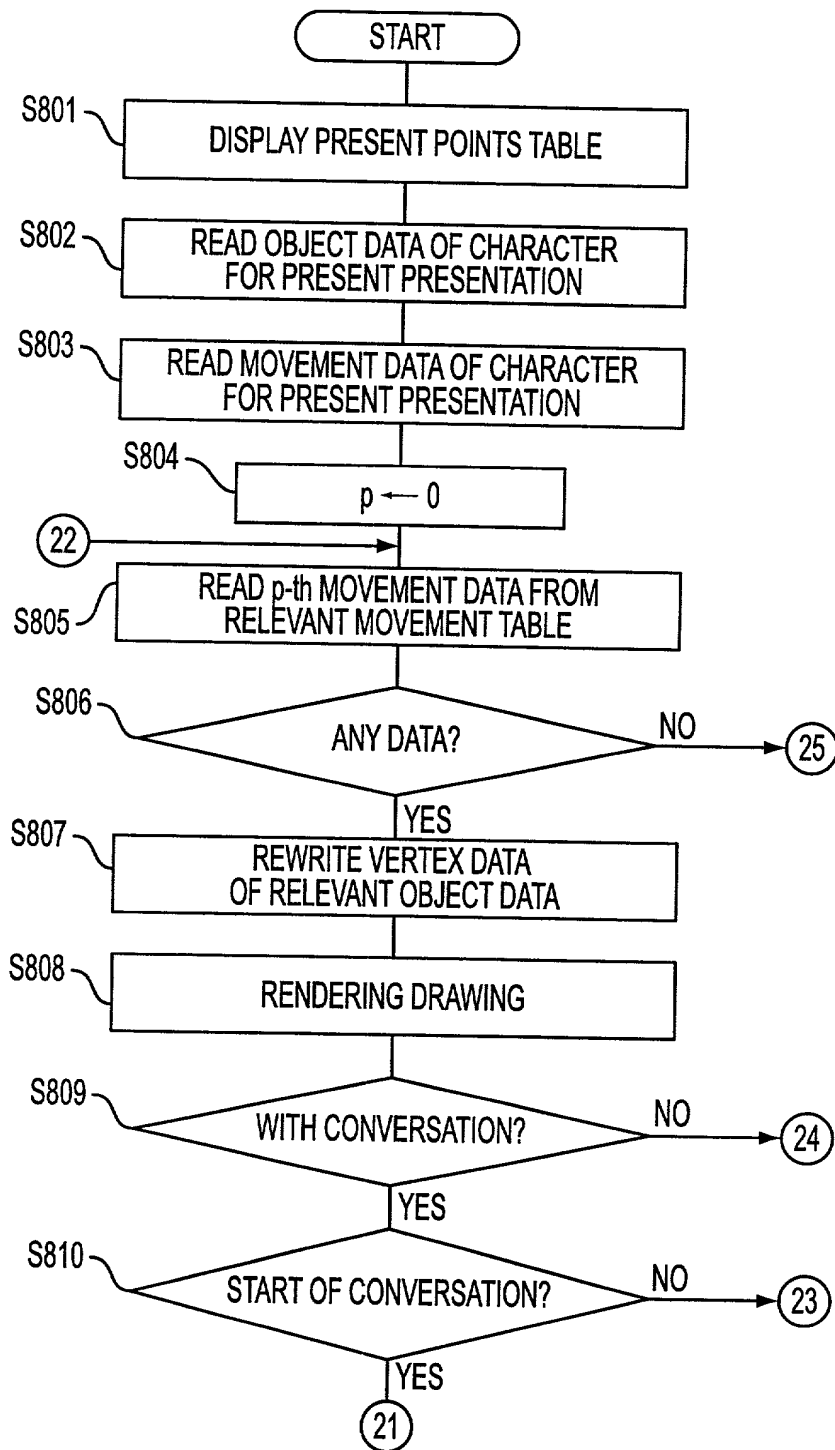 START
S801
DISPLAY PRESENT POINTS TABLE
S802
READ OBJECT DATA OF CHARACTER
FOR PRESENT PRESENTATION
S803
READ MOVEMENT DATA OF CHARACTER
FOR PRESENT PRESENTATION
S804
p ← 0
22
S805
READ p-th MOVEMENT DATA FROM
RELEVANT MOVEMENT TABLE
S806
ANY DATA?
NO
25
YES
S807
REWRITE VERTEX DATA
OF RELEVANT OBJECT DATA
S808
RENDERING DRAWING
S809
WITH CONVERSATION?
NO
24
YES
S810
START OF CONVERSATION?
NO
23
YES
21